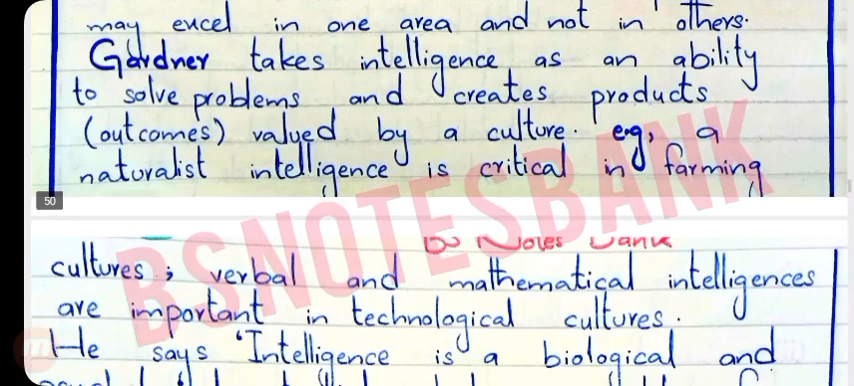 may excel in one area and not in others.
Gardner takes intelligence as an ability
to solve problems and creates products
(outcomes) valued by a culture. e.g, a
naturalist intelligence is critical in farming
50
BSNOTESBANK
Bs Notes Bank
cultures; verbal and mathematical intelligences
are important in technological cultures.
He says 'Intelligence is a biological and